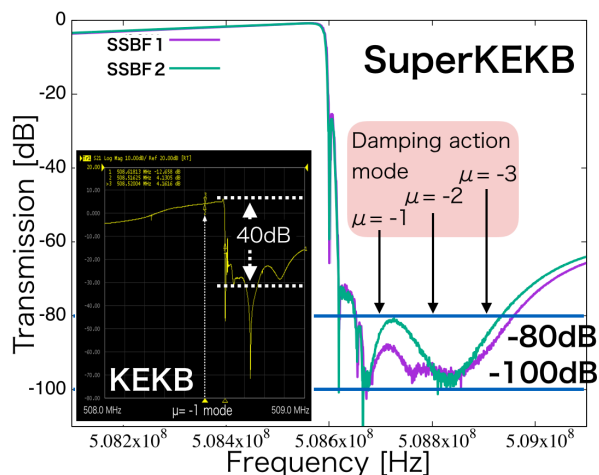 SuperKEKB
SSBF 1
SSBF 2
Transmission [dB]
0
-20
-40
-60
-80
-100
Damping action
mode
μ = -1
μ = -2
μ = -3
-80dB
-100dB
40dB
KEKB
μ= -1 mode
508.0 MHz
509.0 MHz
5.082x10⁸
5.084x10⁸
5.086x10⁸
5.088x10⁸
5.09x10⁸
Frequency [Hz]